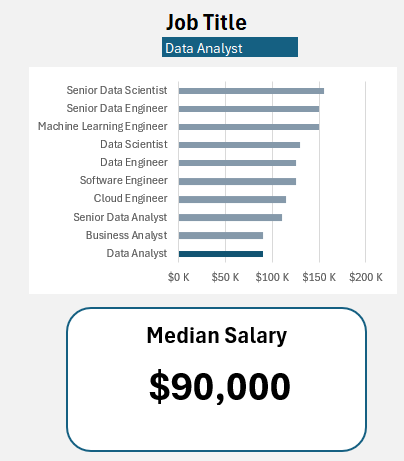 Job Title
Data Analyst
Senior Data Scientist
Senior Data Engineer
Machine Learning Engineer
Data Scientist
Data Engineer
Software Engineer
Cloud Engineer
Senior Data Analyst
Business Analyst
Data Analyst
$0 K $50 K $100 K $150 K $200 K
Median Salary
$90,000